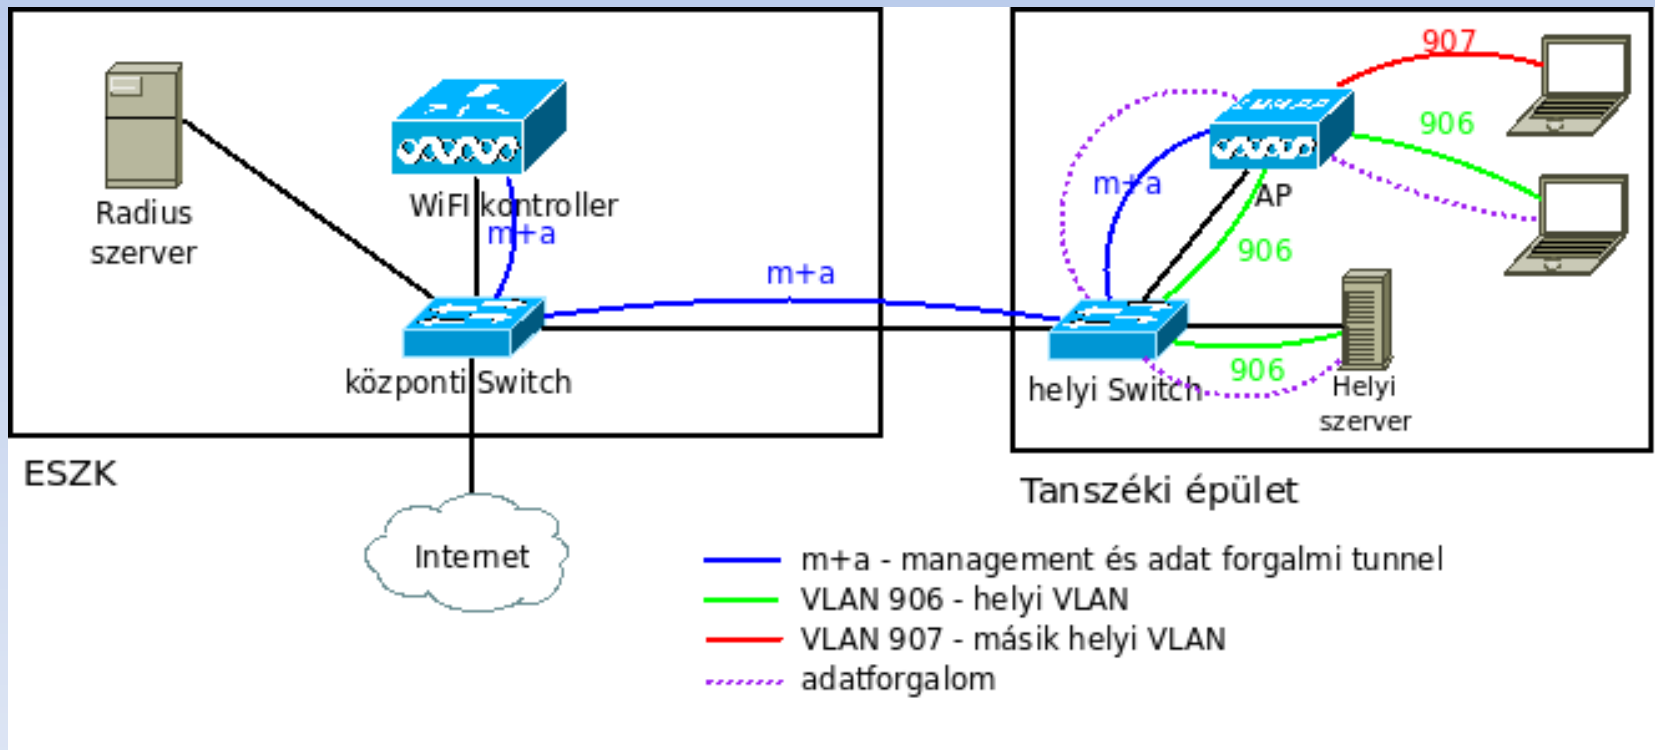 Radius
szerver
WiFI kontroller
m+a
m+a
központi Switch
ESZK
Internet
907
906
m+a
AP
906
906
helyi Switch
Helyi
szerver
Tanszéki épület
m+a - management és adat forgalmi tunnel
VLAN 906 - helyi VLAN
VLAN 907 - másik helyi VLAN
adatforgalom